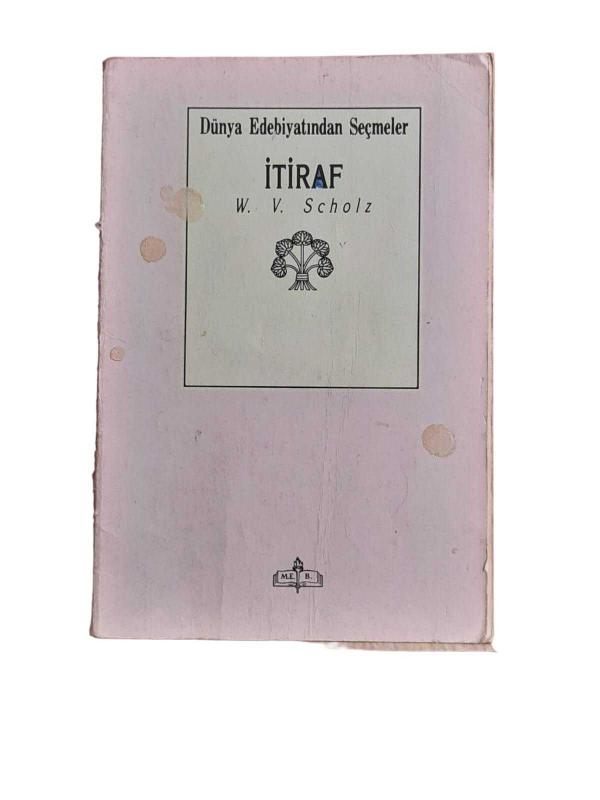 Dünya Edebiyatından Seçmeler
İTİRAF
W. V. Scholz
M.E. B.